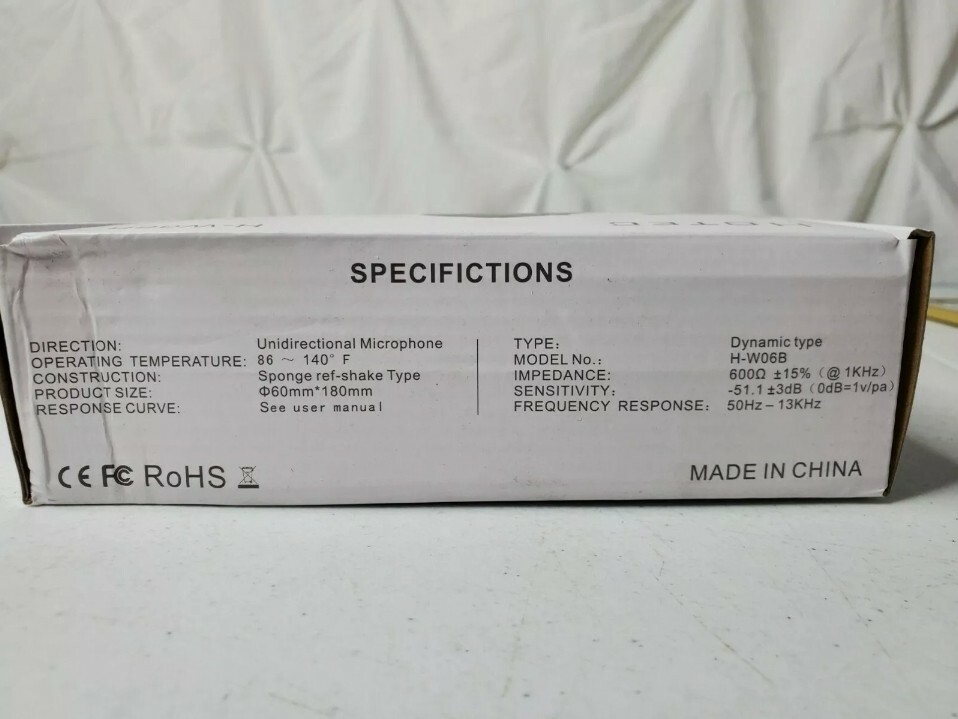 SPECIFICTIONS
DIRECTION: Unidirectional Microphone
OPERATING TEMPERATURE: 86 ～ 140° F
CONSTRUCTION: Sponge ref-shake Type
PRODUCT SIZE: Φ60mm*180mm
RESPONSE CURVE: See user manual
TYPE: Dynamic type
MODEL No.: H-W06B
IMPEDANCE: 600Ω ±15%（@ 1KHz）
SENSITIVITY: -51.1 ±3dB（0dB=1v/pa）
FREQUENCY RESPONSE: 50Hz – 13KHz
CE FC RoHS
MADE IN CHINA